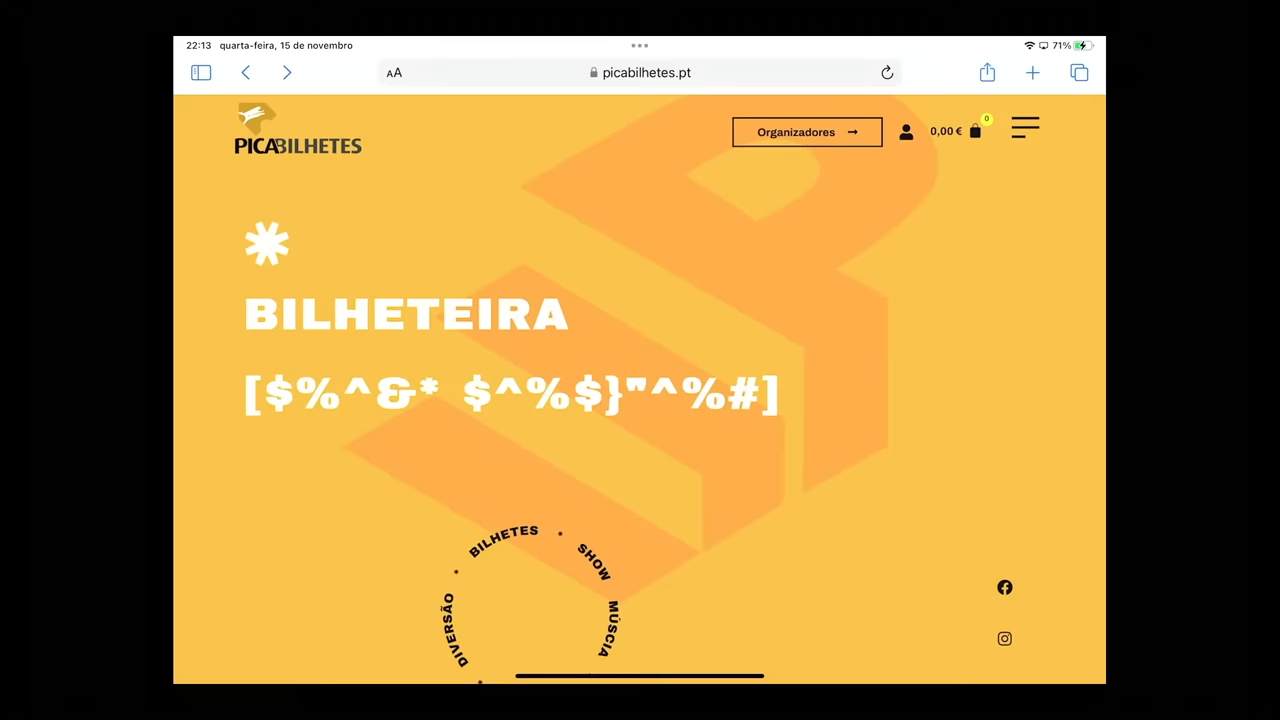 22:13 quarta-feira, 15 de novembro
71%
AA
picabilhetes.pt
PICABILHETES
Organizadores →
0,00 €
0
BILHETEIRA
[$%^&* $^%$}"^%#]
DIVERSÃO * BILHETES * SHOW MÚSCIA